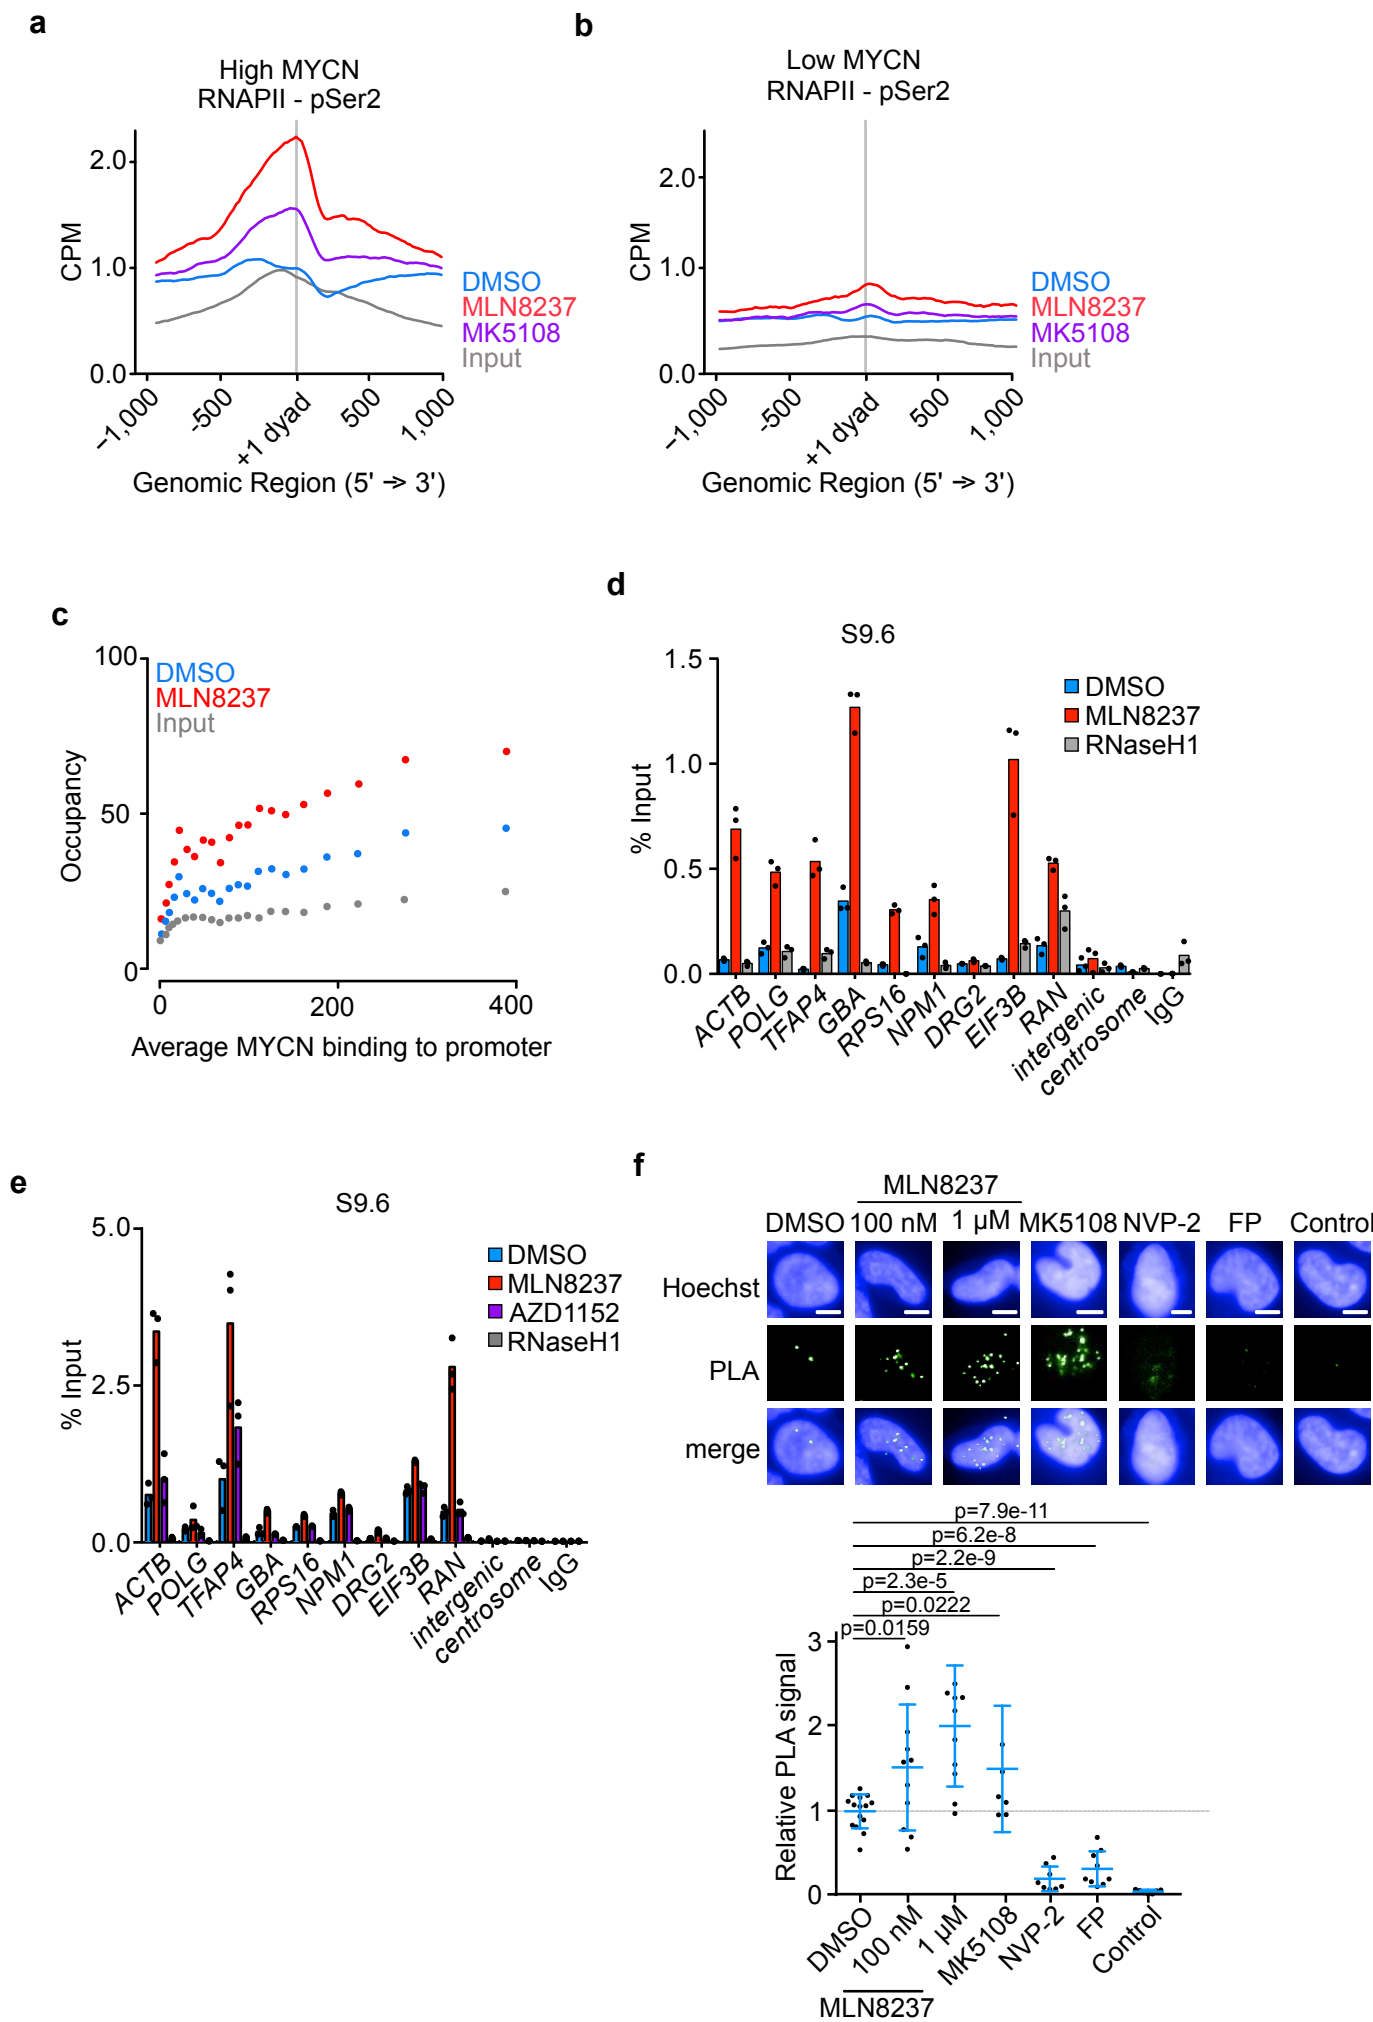 a
High MYCN
RNAPII - pSer2
CPM
2.0
1.0
0.0
−1,000
-500
+1 dyad
500
1,000
Genomic Region (5' → 3')
DMSO
MLN8237
MK5108
Input
b
Low MYCN
RNAPII - pSer2
CPM
2.0
1.0
0.0
−1,000
-500
+1 dyad
500
1,000
Genomic Region (5' → 3')
DMSO
MLN8237
MK5108
Input
c
100
50
0
Occupancy
DMSO
MLN8237
Input
0
200
400
Average MYCN binding to promoter
d
S9.6
1.5
1.0
0.5
0.0
% Input
DMSO
MLN8237
RNaseH1
ACTB
POLG
TFAP4
GBA
RPS16
NPM1
DRG2
EIF3B
RAN
intergenic
centrosome
IgG
e
S9.6
5.0
2.5
0.0
% Input
DMSO
MLN8237
AZD1152
RNaseH1
ACTB
POLG
TFAP4
GBA
RPS16
NPM1
DRG2
EIF3B
RAN
intergenic
centrosome
IgG
f
MLN8237
DMSO 100 nM 1 µM MK5108 NVP-2 FP Control
Hoechst
PLA
merge
p=7.9e-11
p=6.2e-8
p=2.2e-9
p=2.3e-5
p=0.0222
p=0.0159
3
2
1
0
Relative PLA signal
DMSO
100 nM
1 µM
MK5108
NVP-2
FP
Control
MLN8237